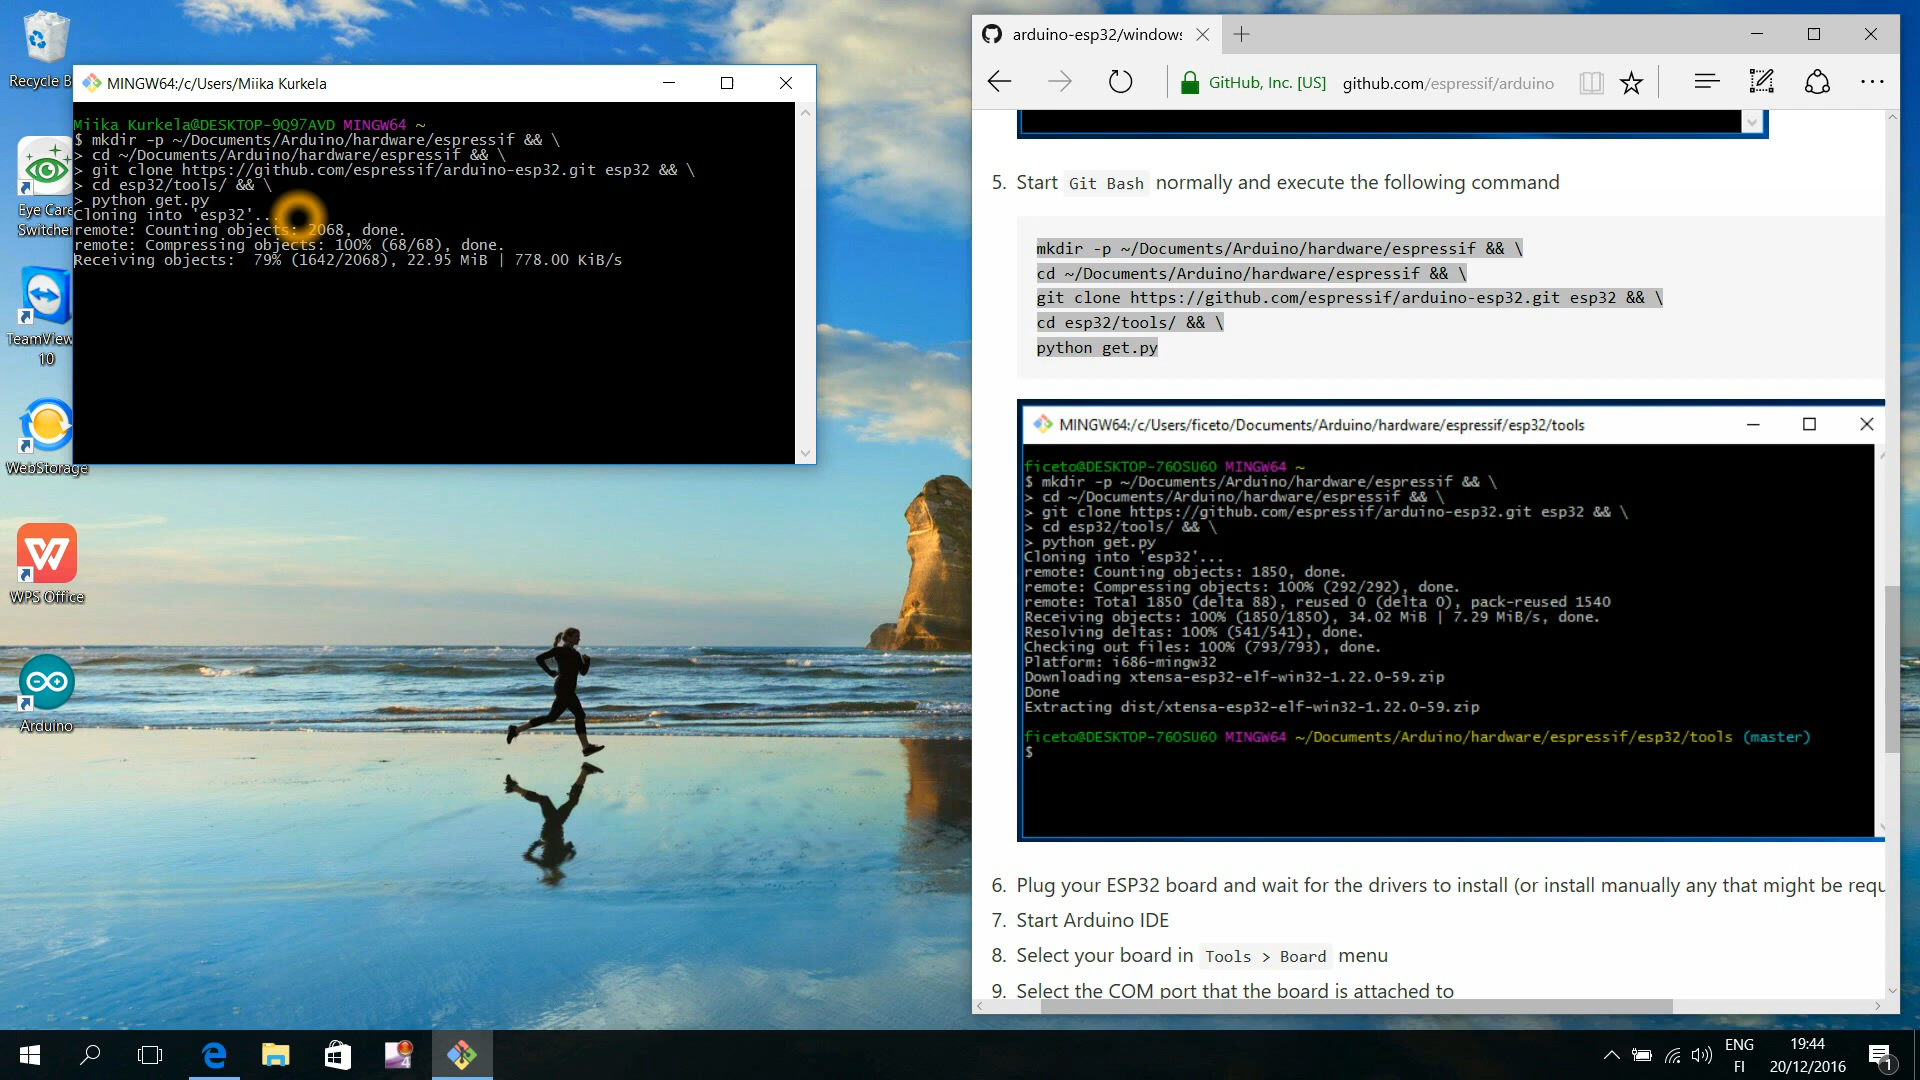 Recycle B
Eye Care
Switcher
TeamView
10
WebStorage
WPS Office
Arduino
MINGW64:/c/Users/Miika Kurkela
Miika Kurkela@DESKTOP-9Q97AVD MINGW64 ~
$ mkdir -p ~/Documents/Arduino/hardware/espressif && \
> cd ~/Documents/Arduino/hardware/espressif && \
> git clone https://github.com/espressif/arduino-esp32.git esp32 && \
> cd esp32/tools/ && \
> python get.py
Cloning into 'esp32'...
remote: Counting objects: 2068, done.
remote: Compressing objects: 100% (68/68), done.
Receiving objects:  79% (1642/2068), 22.95 MiB | 778.00 KiB/s
arduino-esp32/windows
GitHub, Inc. [US] github.com/espressif/arduino
5. Start Git Bash normally and execute the following command
mkdir -p ~/Documents/Arduino/hardware/espressif && \
cd ~/Documents/Arduino/hardware/espressif && \
git clone https://github.com/espressif/arduino-esp32.git esp32 && \
cd esp32/tools/ && \
python get.py
MINGW64:/c/Users/ficeto/Documents/Arduino/hardware/espressif/esp32/tools
ficeto@DESKTOP-76OSU60 MINGW64 ~
$ mkdir -p ~/Documents/Arduino/hardware/espressif && \
> cd ~/Documents/Arduino/hardware/espressif && \
> git clone https://github.com/espressif/arduino-esp32.git esp32 && \
> cd esp32/tools/ && \
> python get.py
Cloning into 'esp32'...
remote: Counting objects: 1850, done.
remote: Compressing objects: 100% (292/292), done.
remote: Total 1850 (delta 88), reused 0 (delta 0), pack-reused 1540
Receiving objects: 100% (1850/1850), 34.02 MiB | 7.29 MiB/s, done.
Resolving deltas: 100% (541/541), done.
Checking out files: 100% (793/793), done.
Platform: i686-mingw32
Downloading xtensa-esp32-elf-win32-1.22.0-59.zip
Done
Extracting dist/xtensa-esp32-elf-win32-1.22.0-59.zip
ficeto@DESKTOP-76OSU60 MINGW64 ~/Documents/Arduino/hardware/espressif/esp32/tools (master)
$
6. Plug your ESP32 board and wait for the drivers to install (or install manually any that might be requ
7. Start Arduino IDE
8. Select your board in Tools > Board menu
9. Select the COM port that the board is attached to
4
ENG
FI
19:44
20/12/2016
1